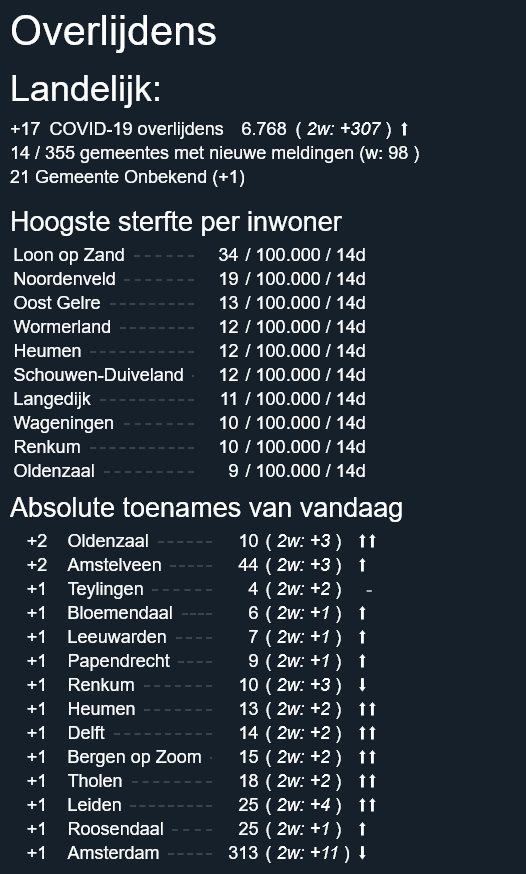 Overlijdens
Landelijk:
+17 COVID-19 overlijdens 6.768 ( 2w: +307 ) ⬆
14 / 355 gemeentes met nieuwe meldingen (w: 98 )
21 Gemeente Onbekend (+1)
Hoogste sterfte per inwoner
Loon op Zand ------ 34 / 100.000 / 14d
Noordenveld ------- 19 / 100.000 / 14d
Oost Gelre -------- 13 / 100.000 / 14d
Wormerland ------- 12 / 100.000 / 14d
Heumen ---------- 12 / 100.000 / 14d
Schouwen-Duiveland - 12 / 100.000 / 14d
Langedijk --------- 11 / 100.000 / 14d
Wageningen ------- 10 / 100.000 / 14d
Renkum ---------- 10 / 100.000 / 14d
Oldenzaal --------- 9 / 100.000 / 14d
Absolute toenames van vandaag
+2 Oldenzaal ------ 10 ( 2w: +3 ) ⬆⬆
+2 Amstelveen ----- 44 ( 2w: +3 ) ⬆
+1 Teylingen ------ 4 ( 2w: +2 ) -
+1 Bloemendaal ---- 6 ( 2w: +1 ) ⬆
+1 Leeuwarden ---- 7 ( 2w: +1 ) ⬆
+1 Papendrecht ---- 9 ( 2w: +1 ) ⬆
+1 Renkum ------- 10 ( 2w: +3 ) ⬇
+1 Heumen ------- 13 ( 2w: +2 ) ⬆⬆
+1 Delft ---------- 14 ( 2w: +2 ) ⬆⬆
+1 Bergen op Zoom - 15 ( 2w: +2 ) ⬆⬆
+1 Tholen -------- 18 ( 2w: +2 ) ⬆⬆
+1 Leiden -------- 25 ( 2w: +4 ) ⬆⬆
+1 Roosendaal ----- 25 ( 2w: +1 ) ⬆
+1 Amsterdam ----- 313 ( 2w: +11 ) ⬇